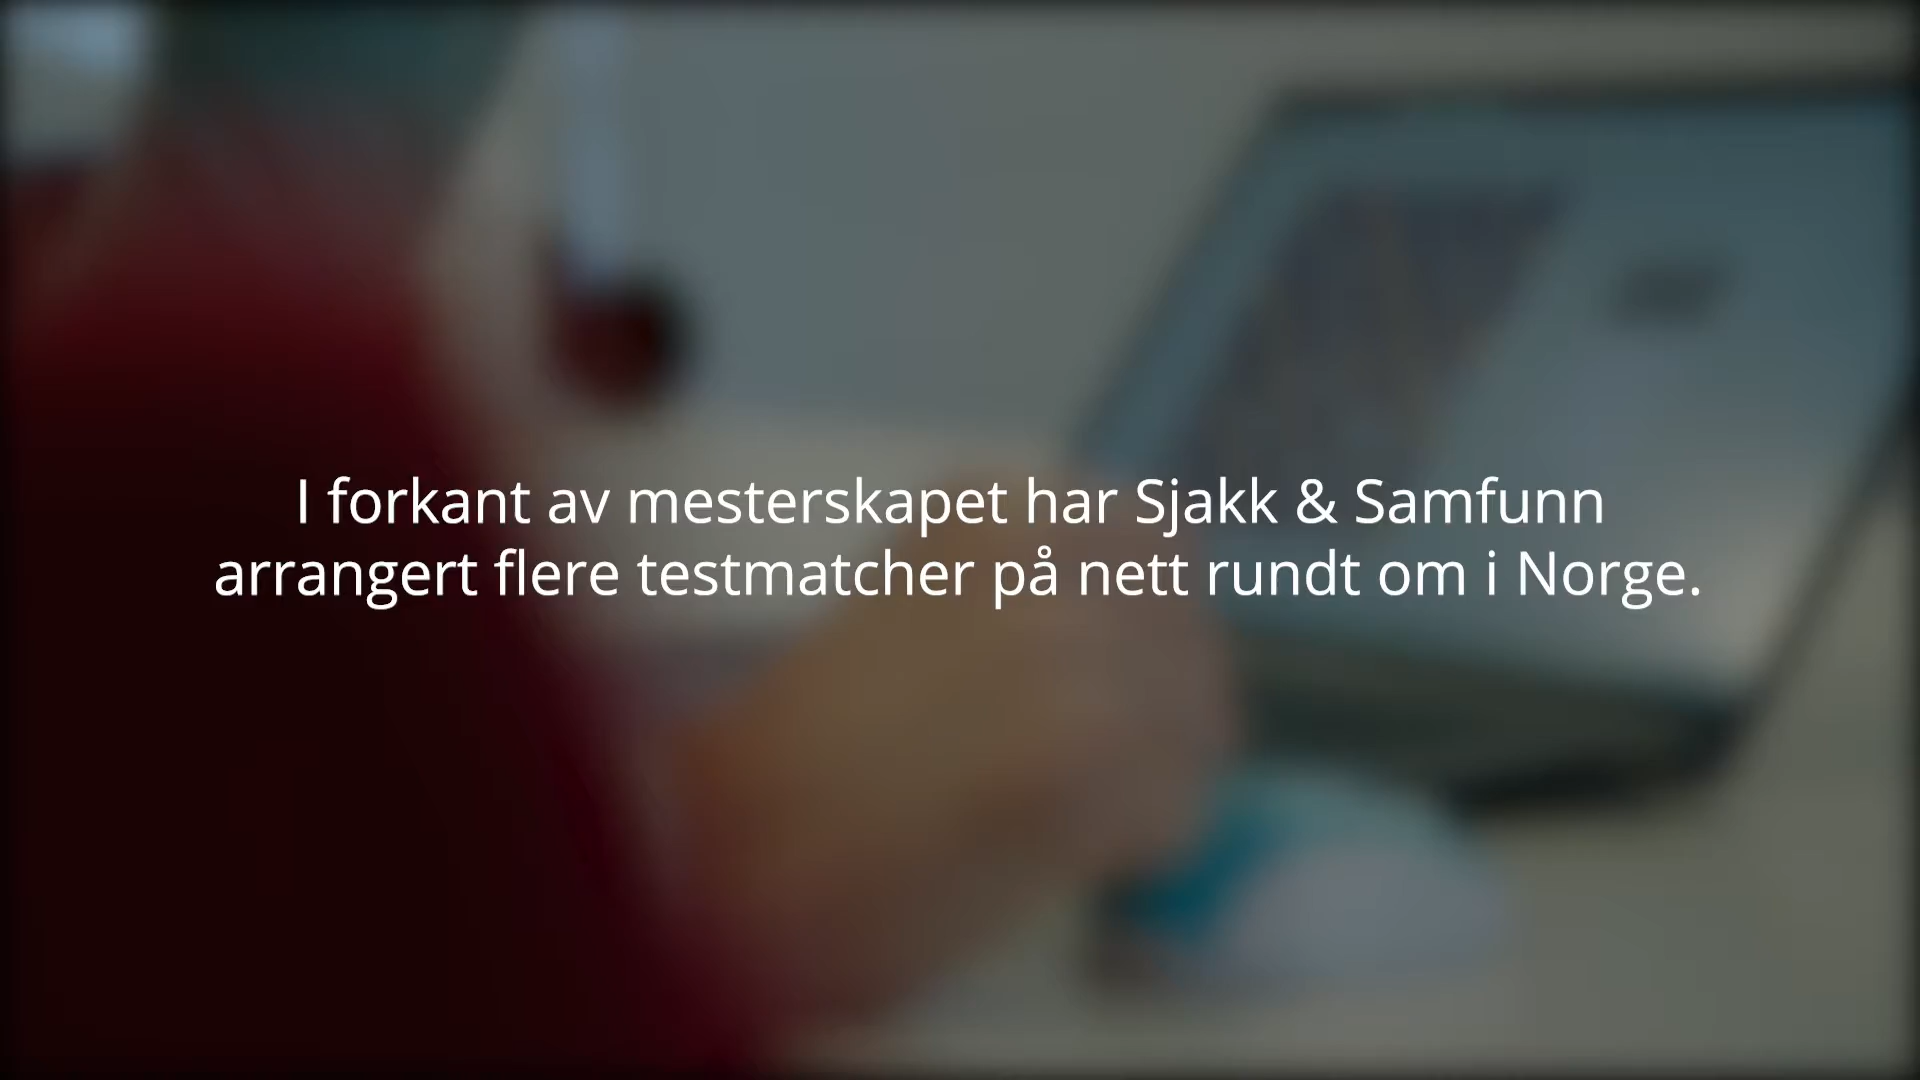 I forkant av mesterskapet har Sjakk & Samfunn
arrangert flere testmatcher på nett rundt om i Norge.